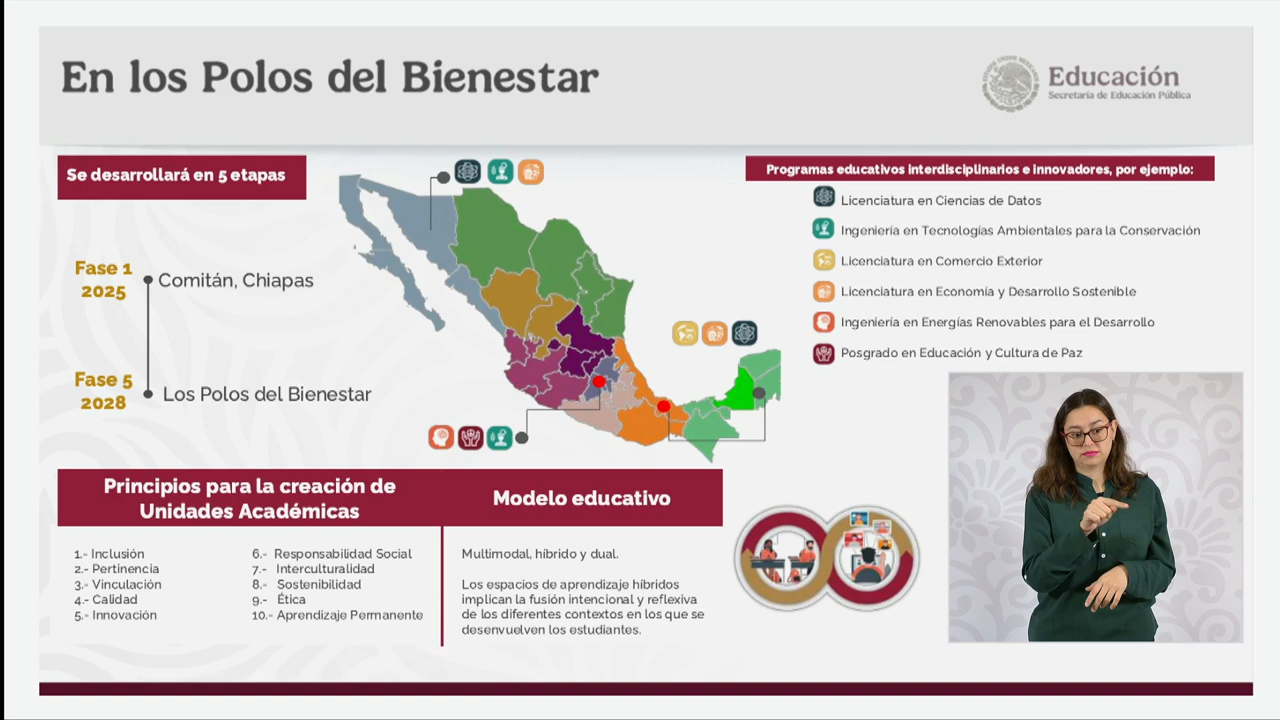 En los Polos del Bienestar
Educación
Secretaría de Educación Pública
Se desarrollará en 5 etapas
Fase 1
2025
Comitán, Chiapas
Fase 5
2028
Los Polos del Bienestar
Programas educativos interdisciplinarios e innovadores, por ejemplo:
Licenciatura en Ciencias de Datos
Ingeniería en Tecnologías Ambientales para la Conservación
Licenciatura en Comercio Exterior
Licenciatura en Economía y Desarrollo Sostenible
Ingeniería en Energías Renovables para el Desarrollo
Posgrado en Educación y Cultura de Paz
Principios para la creación de
Unidades Académicas
1.- Inclusión
2.- Pertinencia
3.- Vinculación
4.- Calidad
5.- Innovación
6.- Responsabilidad Social
7.- Interculturalidad
8.- Sostenibilidad
9.- Ética
10.- Aprendizaje Permanente
Modelo educativo
Multimodal, híbrido y dual.
Los espacios de aprendizaje híbridos
implican la fusión intencional y reflexiva
de los diferentes contextos en los que se
desenvuelven los estudiantes.